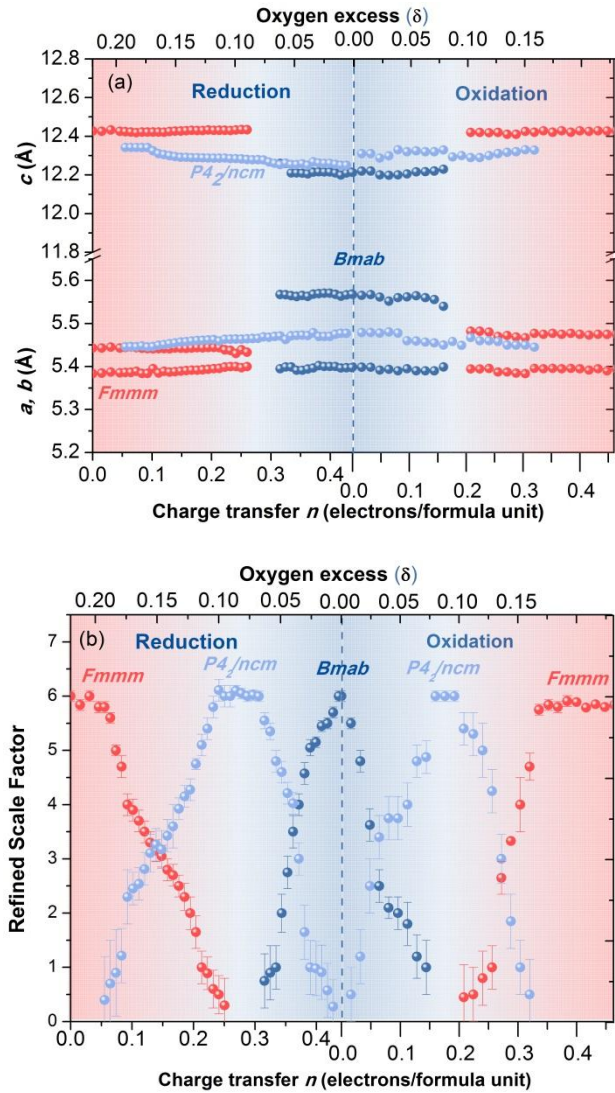 Oxygen excess (δ)
0.20 0.15 0.10 0.05 0.00 0.05 0.10 0.15
(a)
Reduction Oxidation
12.8
12.6
12.4
12.2
12.0
11.8
c (Å)
P4₂/ncm
Bmab
5.6
5.5
5.4
5.3
5.2
a, b (Å)
Fmmm
0.0 0.1 0.2 0.3 0.4 0.0 0.1 0.2 0.3 0.4
Charge transfer n (electrons/formula unit)
Oxygen excess (δ)
0.20 0.15 0.10 0.05 0.00 0.05 0.10 0.15
(b) Reduction Oxidation
Fmmm P4₂/ncm Bmab P4₂/ncm Fmmm
7
6
5
4
3
2
1
0
Refined Scale Factor
0.0 0.1 0.2 0.3 0.0 0.1 0.2 0.3 0.4
Charge transfer n (electrons/formula unit)